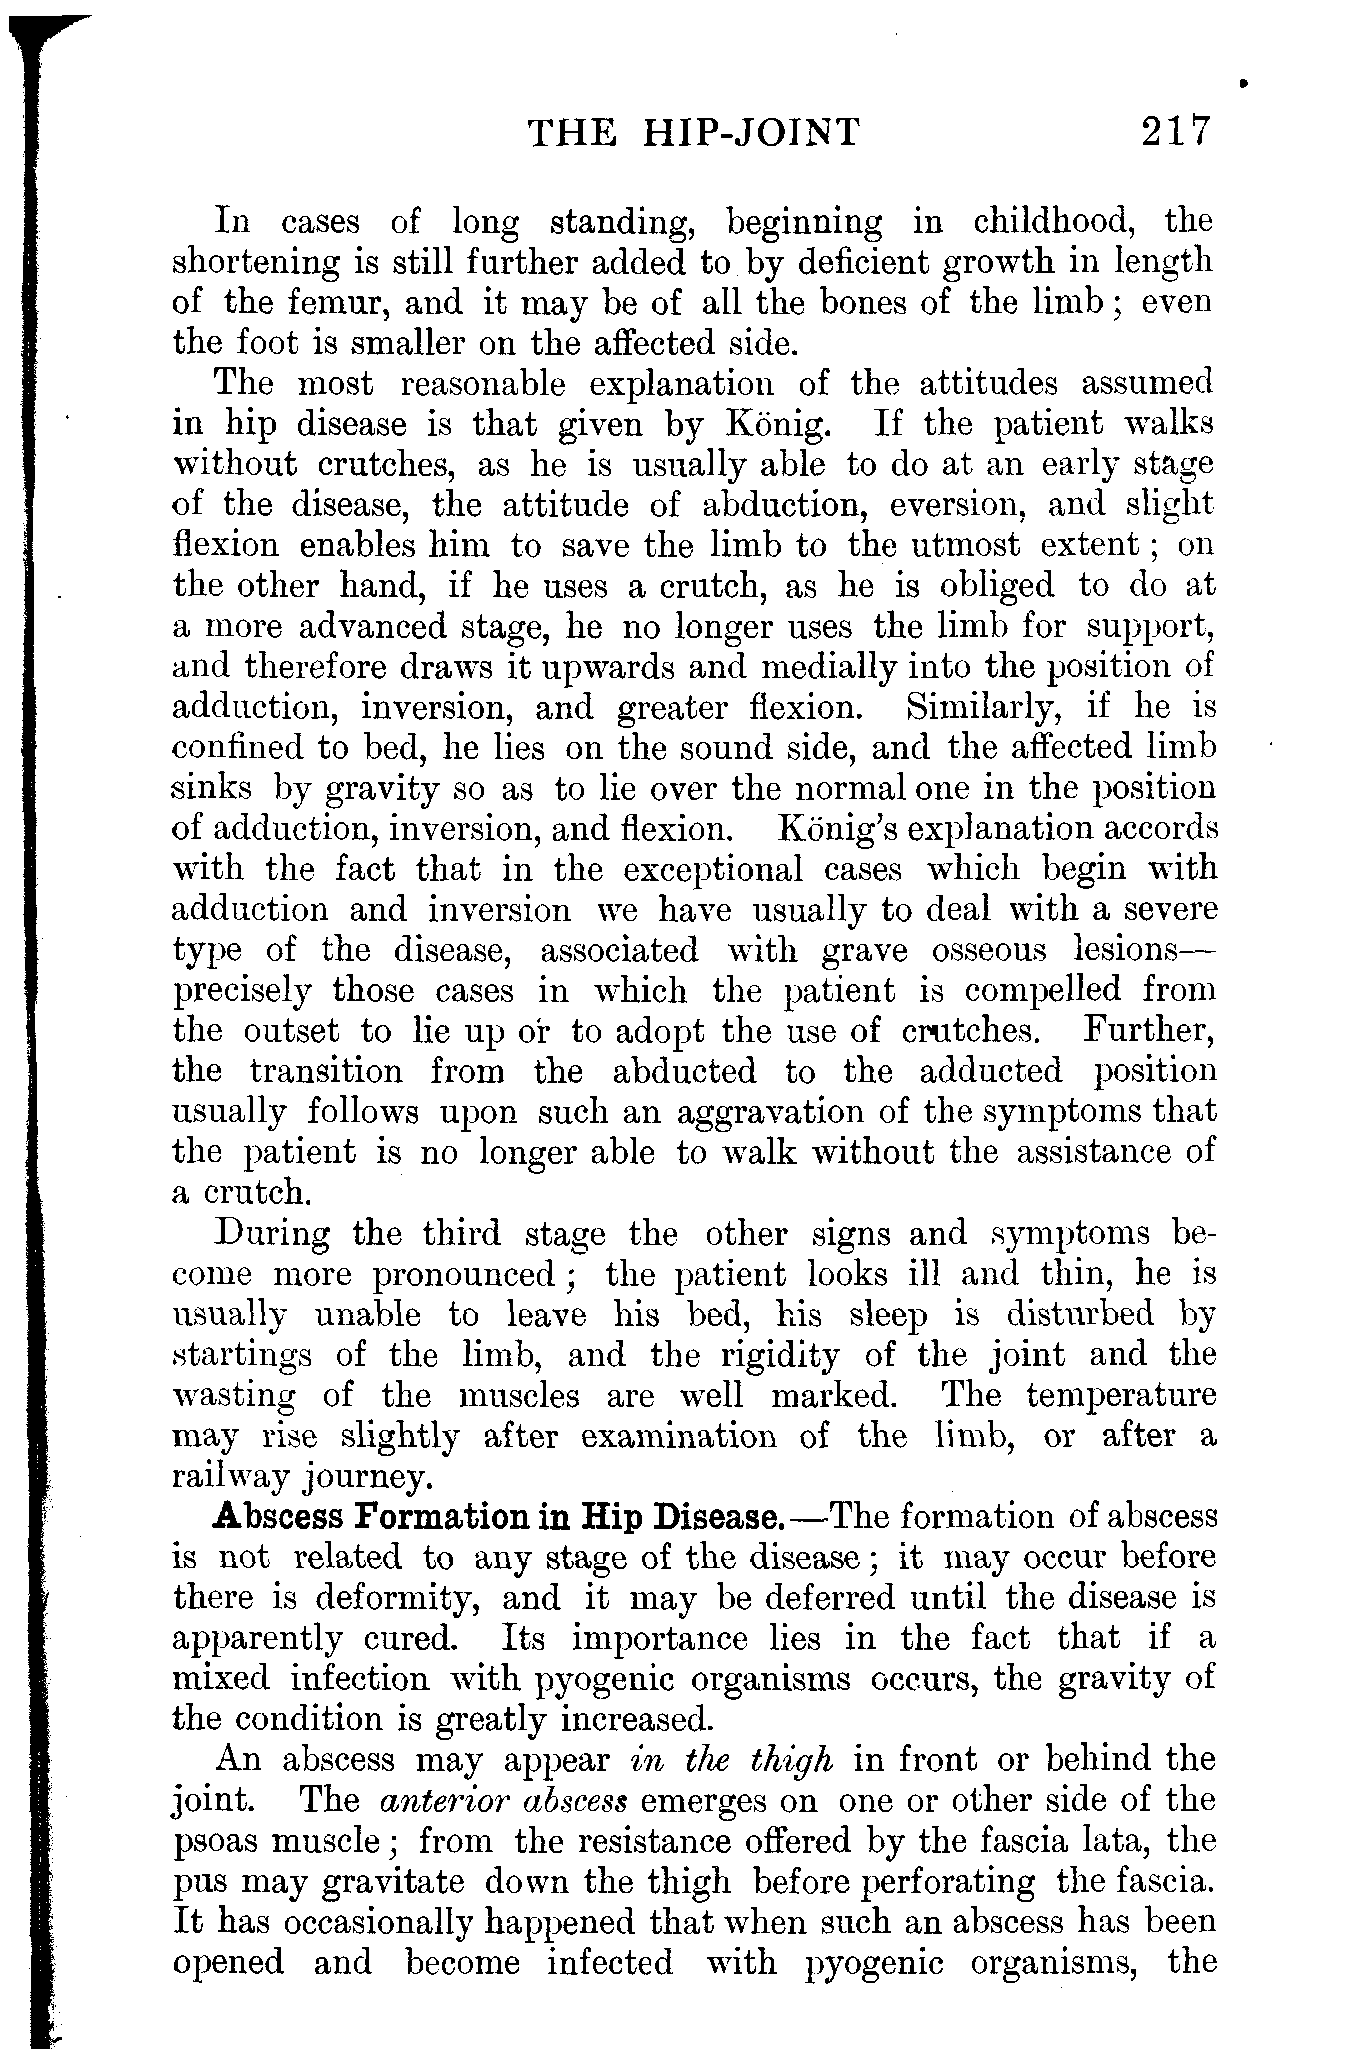 THE HIP-JOINT 217
In cases of long standing, beginning in childhood, the
shortening is still further added to by deficient growth in length
of the femur, and it may be of all the bones of the limb; even
the foot is smaller on the affected side.
The most reasonable explanation of the attitudes assumed
in hip disease is that given by König. If the patient walks
without crutches, as he is usually able to do at an early stage
of the disease, the attitude of abduction, eversion, and slight
flexion enables him to save the limb to the utmost extent; on
the other hand, if he uses a crutch, as he is obliged to do at
a more advanced stage, he no longer uses the limb for support,
and therefore draws it upwards and medially into the position of
adduction, inversion, and greater flexion. Similarly, if he is
confined to bed, he lies on the sound side, and the affected limb
sinks by gravity so as to lie over the normal one in the position
of adduction, inversion, and flexion. König's explanation accords
with the fact that in the exceptional cases which begin with
adduction and inversion we have usually to deal with a severe
type of the disease, associated with grave osseous lesions—
precisely those cases in which the patient is compelled from
the outset to lie up or to adopt the use of crutches. Further,
the transition from the abducted to the adducted position
usually follows upon such an aggravation of the symptoms that
the patient is no longer able to walk without the assistance of
a crutch.
During the third stage the other signs and symptoms be-
come more pronounced; the patient looks ill and thin, he is
usually unable to leave his bed, his sleep is disturbed by
startings of the limb, and the rigidity of the joint and the
wasting of the muscles are well marked. The temperature
may rise slightly after examination of the limb, or after a
railway journey.
Abscess Formation in Hip Disease.—The formation of abscess
is not related to any stage of the disease; it may occur before
there is deformity, and it may be deferred until the disease is
apparently cured. Its importance lies in the fact that if a
mixed infection with pyogenic organisms occurs, the gravity of
the condition is greatly increased.
An abscess may appear in the thigh in front or behind the
joint. The anterior abscess emerges on one or other side of the
psoas muscle; from the resistance offered by the fascia lata, the
pus may gravitate down the thigh before perforating the fascia.
It has occasionally happened that when such an abscess has been
opened and become infected with pyogenic organisms, the